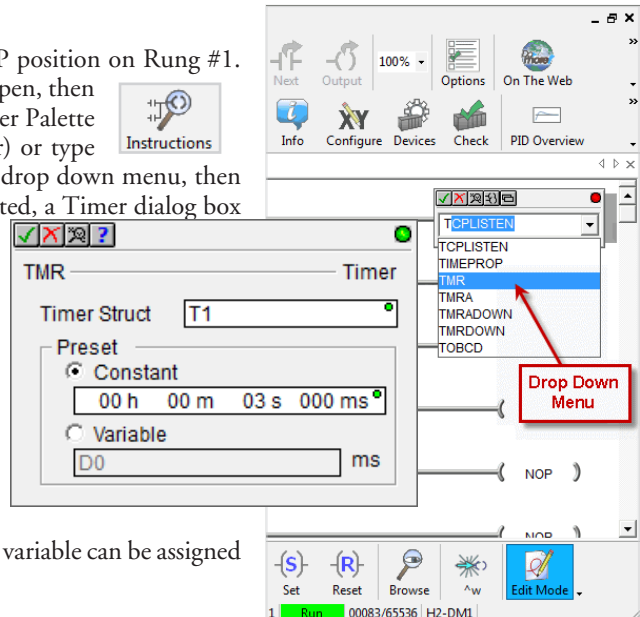 P position on Rung #1.
pen, then
er Palette
r) or type
drop down menu, then
ted, a Timer dialog box
Instructions
TMR Timer
Timer Struct T1
Preset
Constant
00 h 00 m 03 s 000 ms
Variable
D0 ms
variable can be assigned
Next Output 100% Options On The Web
more
Info Configure Devices Check PID Overview
TCPLISTEN
TCPLISTEN
TIMEPROP
TMR
TMRA
TMRADOWN
TMRDOWN
TOBCD
Drop Down
Menu
NOP
NOP
Set Reset Browse ^w Edit Mode
1 Run 00083/65536 H2-DM1